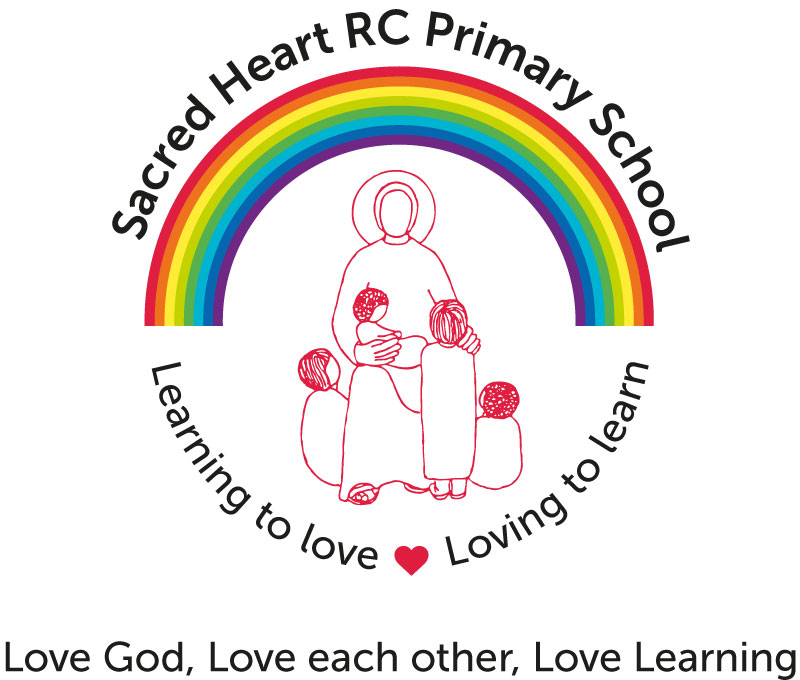 Sacred Heart RC Primary School
Learning to love ♥ Loving to learn
Love God, Love each other, Love Learning